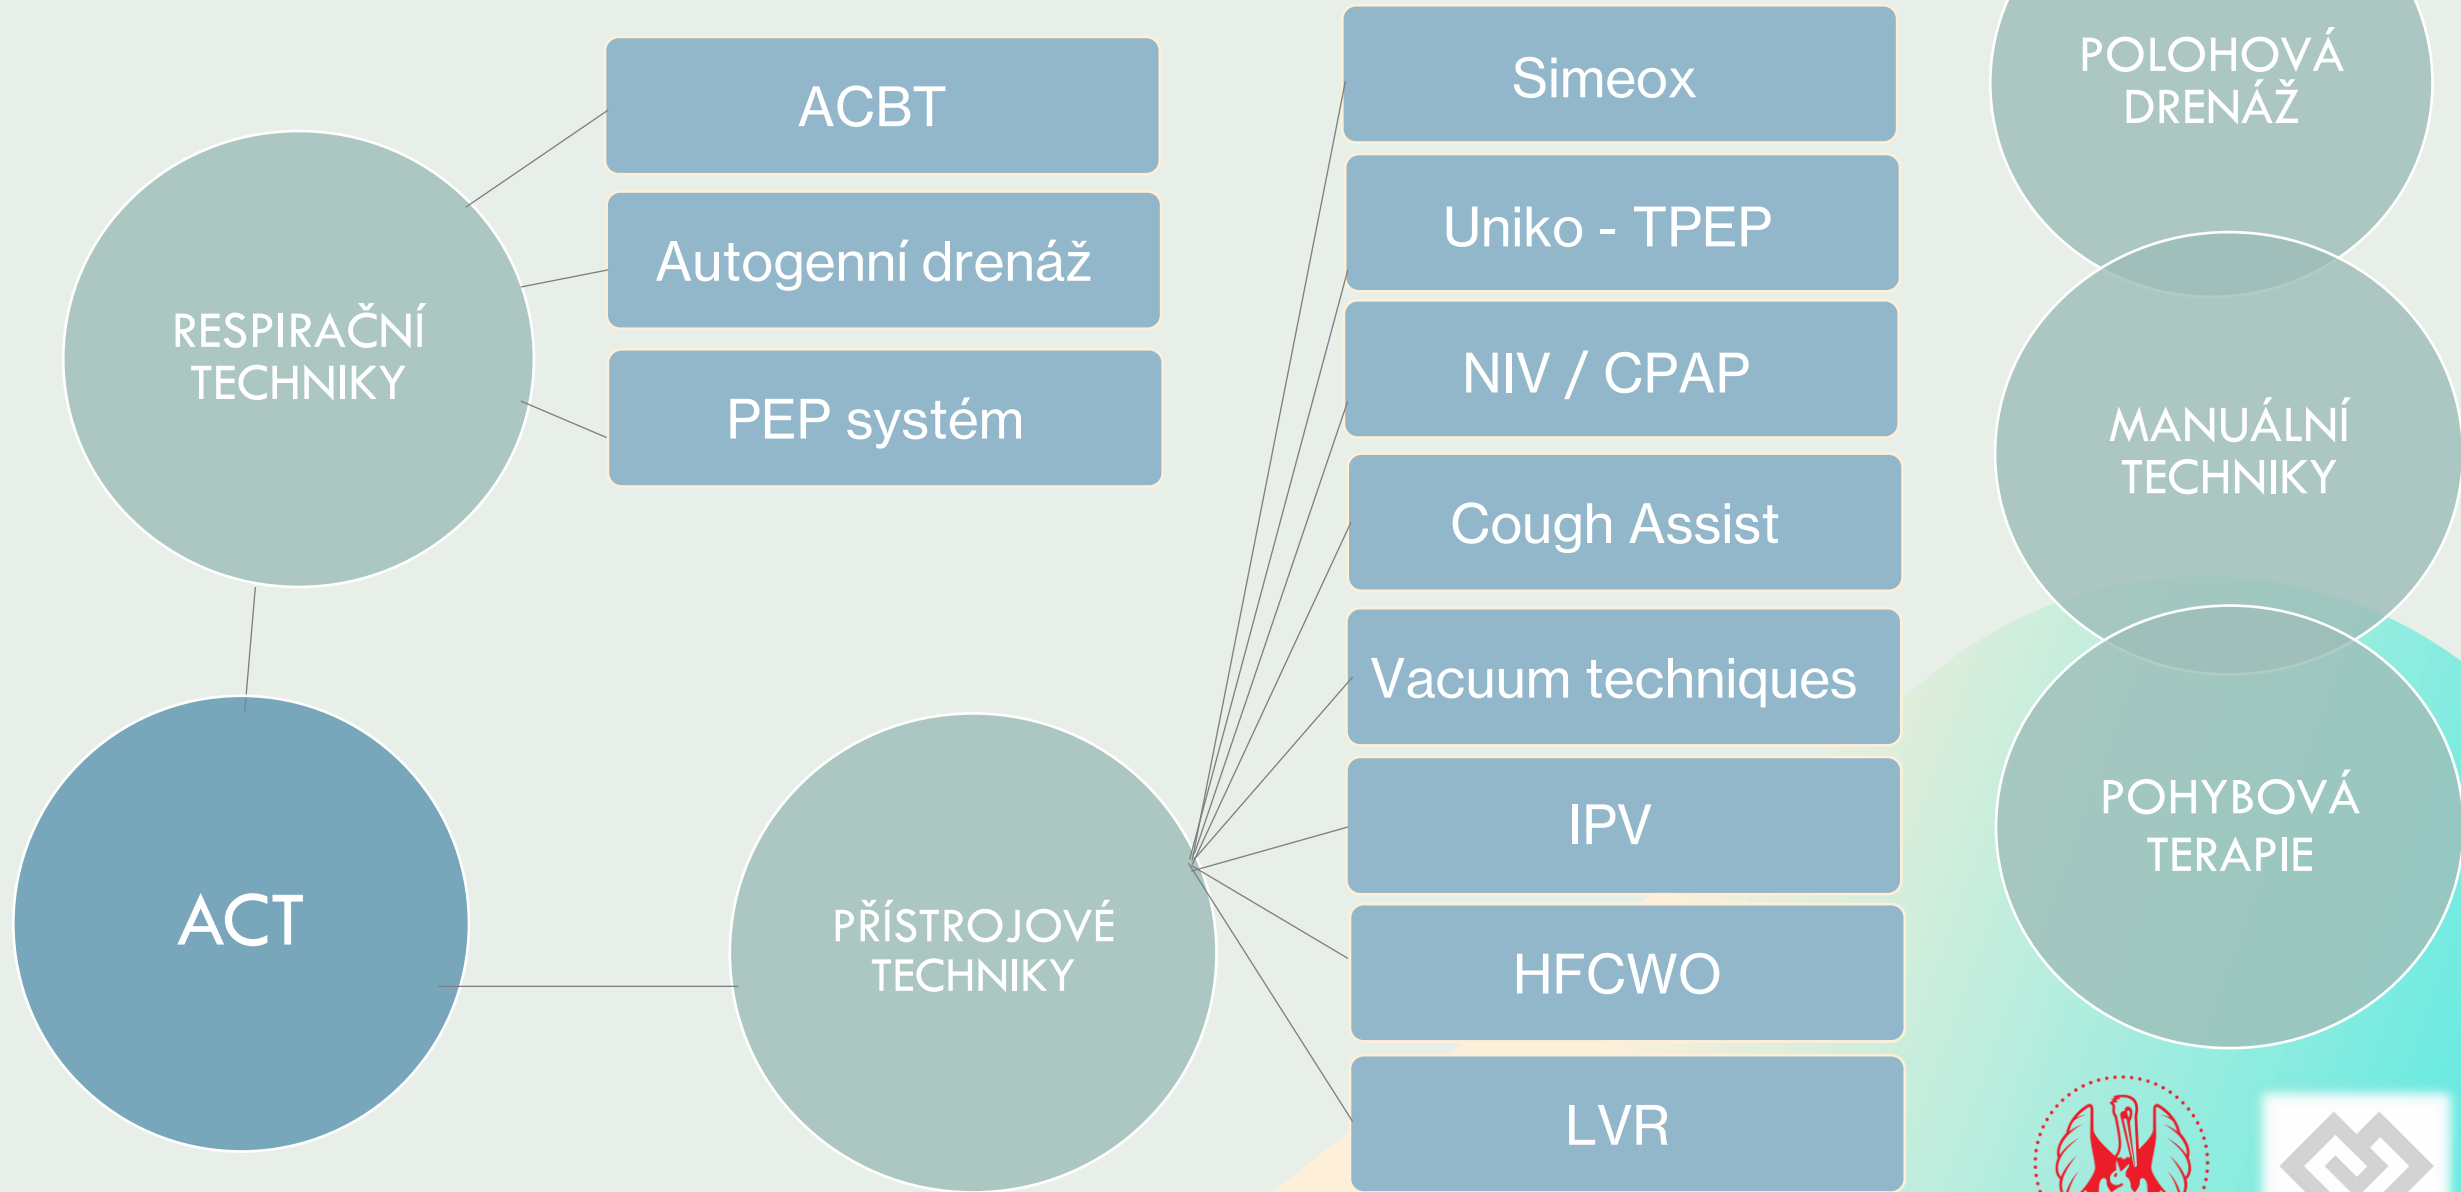 RESPIRAČNÍ
TECHNIKY
ACBT
Autogenní drenáž
PEP systém
ACT
PŘÍSTROJOVÉ
TECHNIKY
Simeox
Uniko - TPEP
NIV / CPAP
Cough Assist
Vacuum techniques
IPV
HFCWO
LVR
POLOHOVÁ
DRENÁŽ
MANUÁLNÍ
TECHNIKY
POHYBOVÁ
TERAPIE